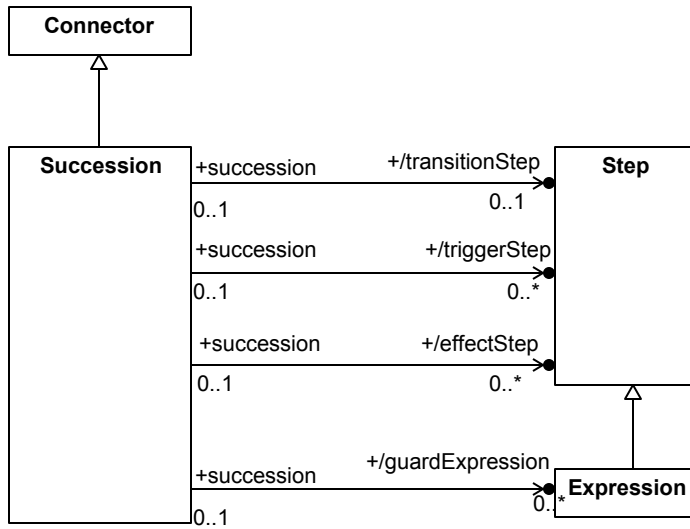 Connector
Succession
Step
+succession
+/transitionStep
0..1
0..1
+succession
+/triggerStep
0..1
0..*
+succession
+/effectStep
0..1
0..*
+succession
+/guardExpression
0..1
0..*
Expression